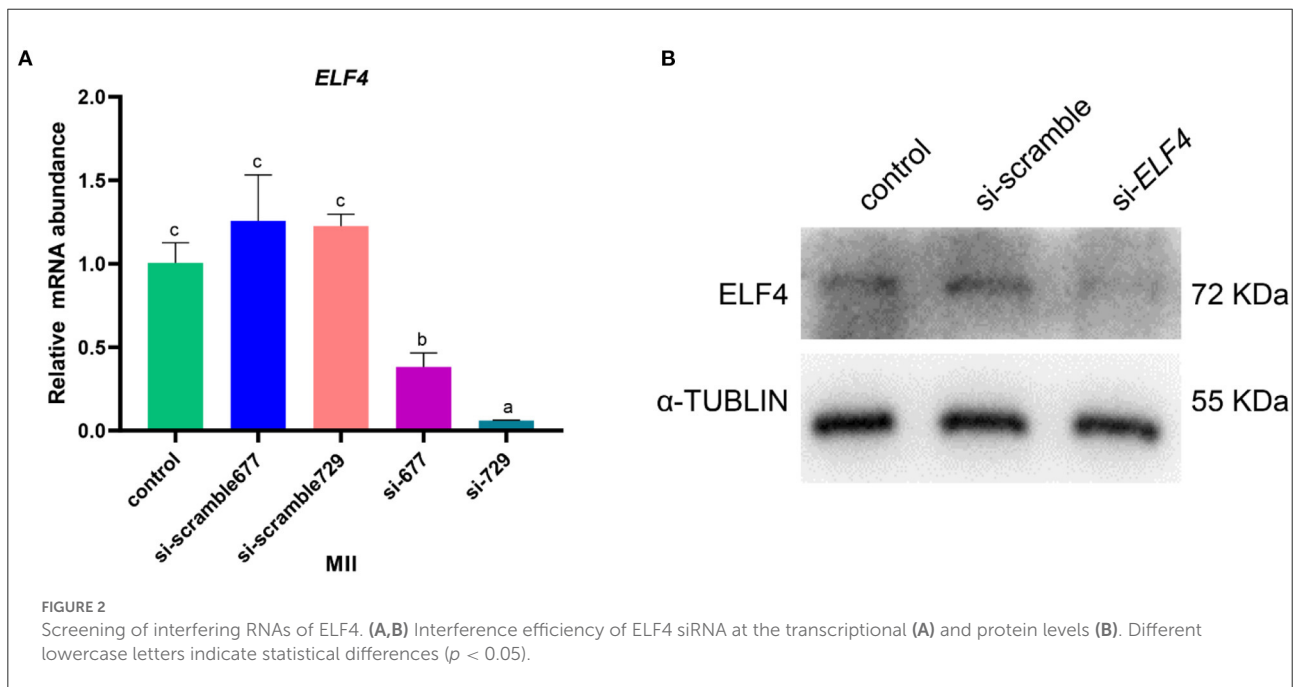 A
ELF4
Relative mRNA abundance
2.0
1.5
1.0
0.5
0.0
c
c
c
b
a
control
si-scramble677
si-scramble729
si-677
si-729
MII
B
control
si-scramble
si-ELF4
ELF4
72 KDa
α-TUBLIN
55 KDa
FIGURE 2
Screening of interfering RNAs of ELF4. (A,B) Interference efficiency of ELF4 siRNA at the transcriptional (A) and protein levels (B). Different
lowercase letters indicate statistical differences (p < 0.05).